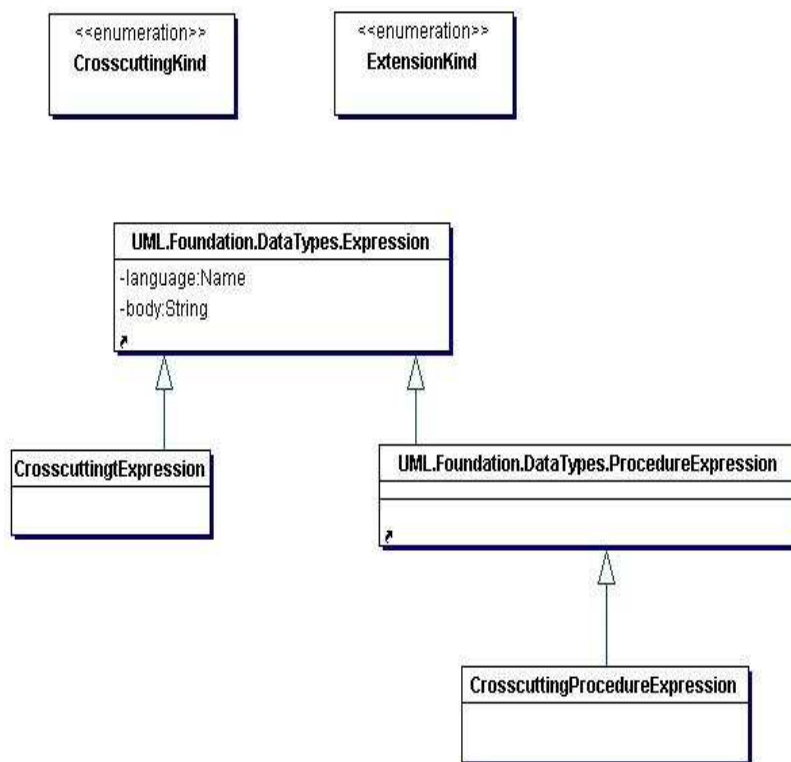 <<enumeration>>
CrosscuttingKind
<<enumeration>>
ExtensionKind
UML.Foundation.DataTypes.Expression
-language:Name
-body:String
CrosscuttingtExpression
UML.Foundation.DataTypes.ProcedureExpression
CrosscuttingProcedureExpression